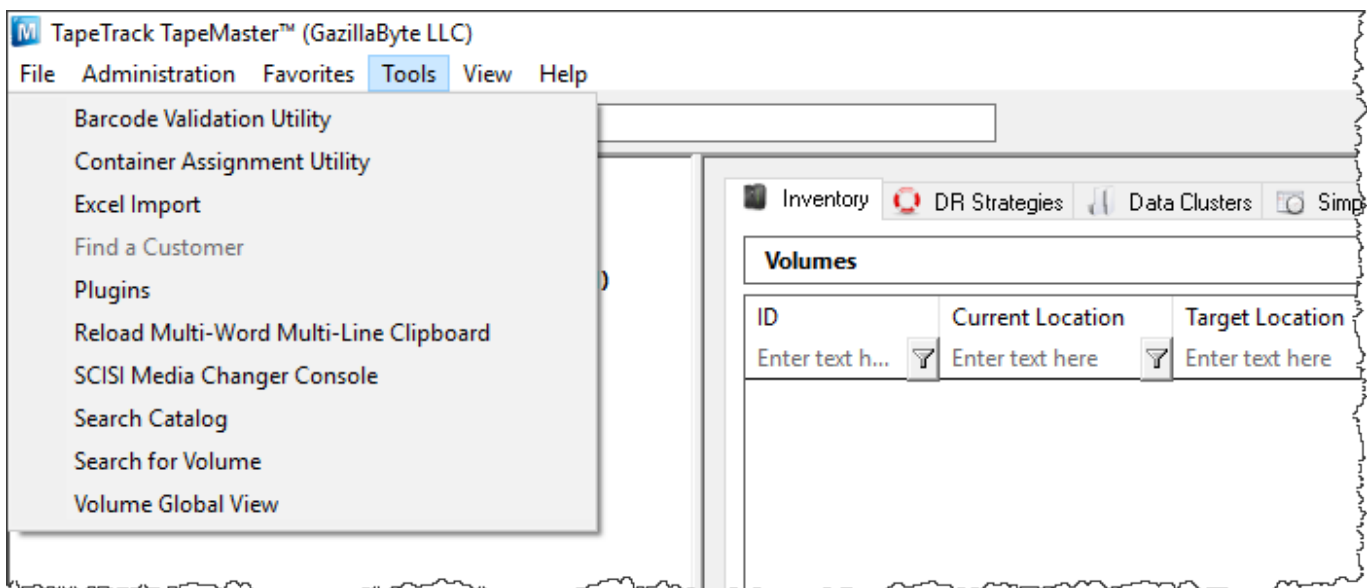 TapeTrack TapeMaster™ (GazillaByte LLC)
File Administration Favorites Tools View Help
Barcode Validation Utility
Container Assignment Utility
Excel Import
Find a Customer
Plugins
Reload Multi-Word Multi-Line Clipboard
SCISI Media Changer Console
Search Catalog
Search for Volume
Volume Global View
)
Inventory DR Strategies Data Clusters Simp
Volumes
ID Current Location Target Location
Enter text h... Enter text here Enter text here